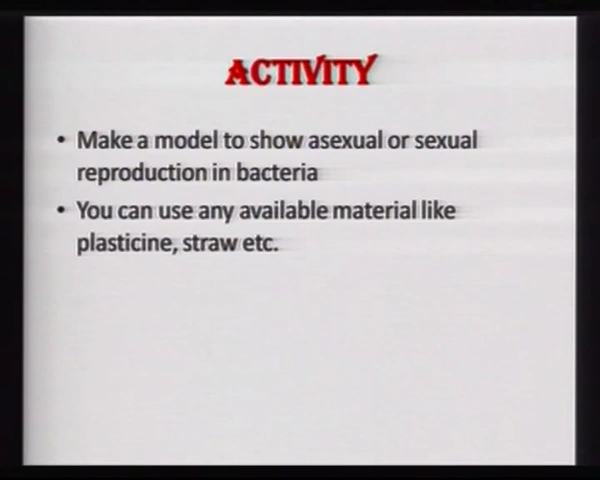 ACTIVITY
• Make a model to show asexual or sexual
reproduction in bacteria
• You can use any available material like
plasticine, straw etc.